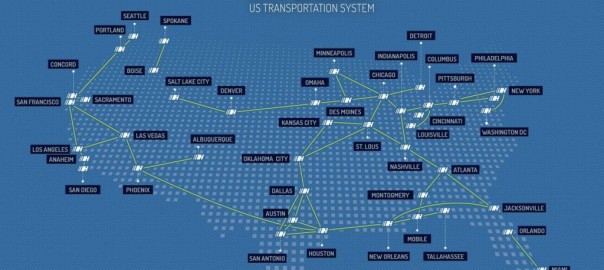 US TRANSPORTATION SYSTEM
SEATTLE
SPOKANE
PORTLAND
DETROIT
MINNEAPOLIS
INDIANAPOLIS
COLUMBUS
PHILADELPHIA
CONCORD
BOISE
SALT LAKE CITY
DENVER
OMAHA
CHICAGO
PITTSBURGH
NEW YORK
SAN FRANCISCO
SACRAMENTO
DES MOINES
KANSAS CITY
CINCINNATI
WASHINGTON DC
LOUISVILLE
LAS VEGAS
ALBUQUERQUE
LOS ANGELES
ANAHEIM
ST. LOUS
OKLAHOMA CITY
NASHVILLE
ATLANTA
SAN DIEGO
PHOENIX
DALLAS
MONTGOMERY
JACKSONVILLE
AUSTIN
ORLANDO
MOBILE
SAN ANTONIO
HOUSTON
NEW ORLEANS
TALLAHASSEE
MIAMI